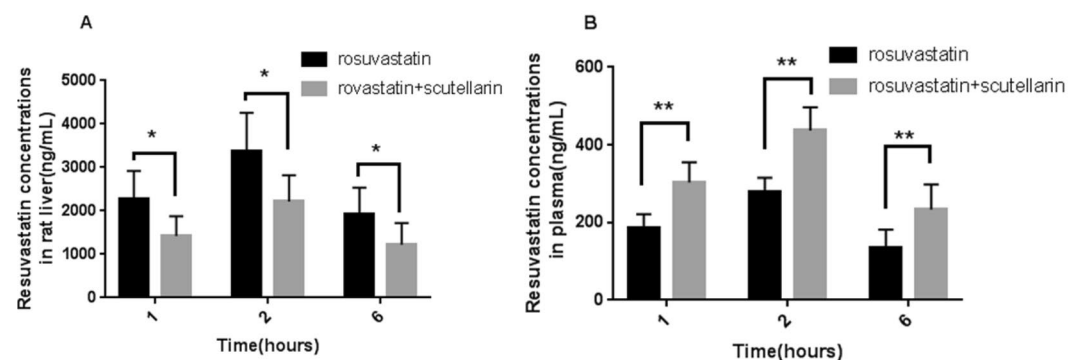 A
Resuvastatin concentrations
in rat liver(ng/mL)
5000
4000
3000
2000
1000
0
rosuvastatin
rovastatin+scutellarin
*
*
*
1
2
6
Time(hours)
B
Resuvastatin concentrations
in plasma(ng/mL)
600
400
200
0
rosuvastatin
rosuvastatin+scutellarin
**
**
**
1
2
6
Time(hours)